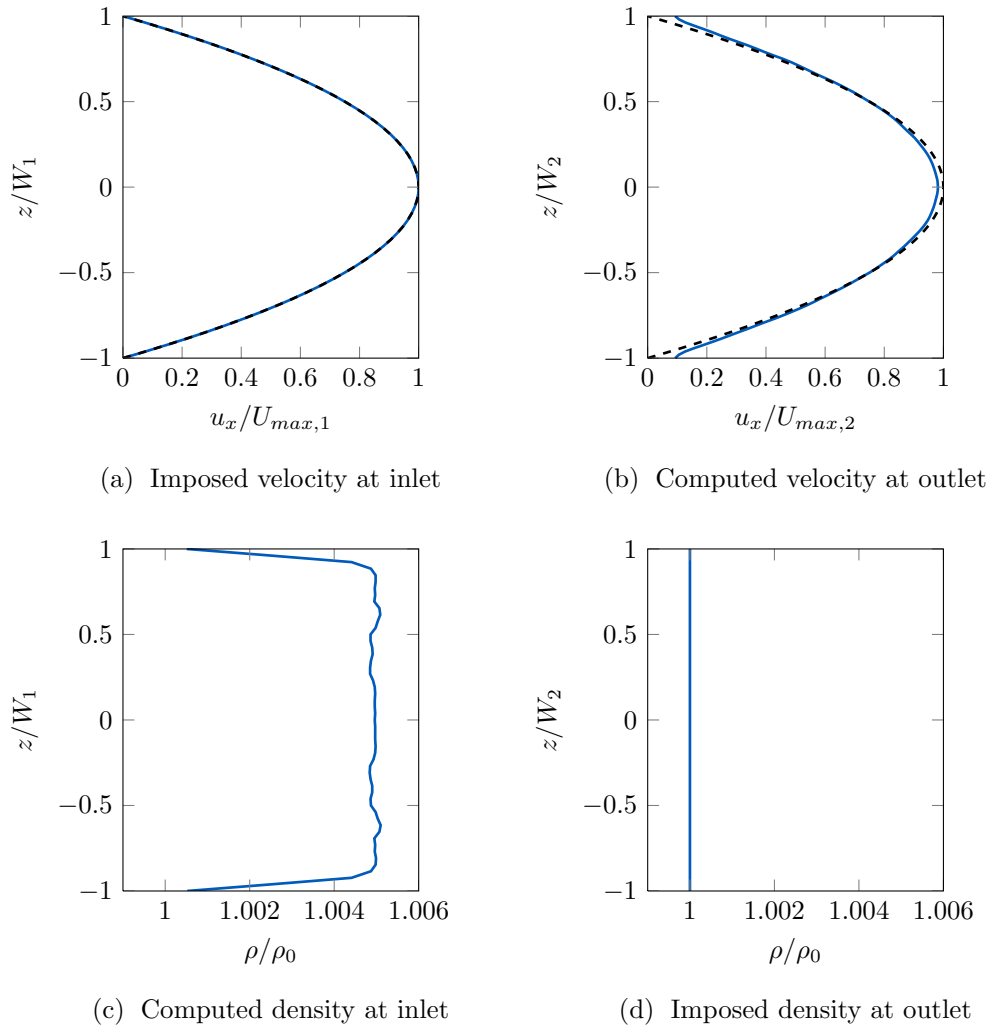 1
0.5
0
−0.5
−1
z/W₁
0 0.2 0.4 0.6 0.8 1
uₓ/Uₘₐₓ,₁
(a) Imposed velocity at inlet
1
0.5
0
−0.5
−1
z/W₂
0 0.2 0.4 0.6 0.8 1
uₓ/Uₘₐₓ,₂
(b) Computed velocity at outlet
1
0.5
0
−0.5
−1
z/W₁
1 1.002 1.004 1.006
ρ/ρ₀
(c) Computed density at inlet
1
0.5
0
−0.5
−1
z/W₂
1 1.002 1.004 1.006
ρ/ρ₀
(d) Imposed density at outlet